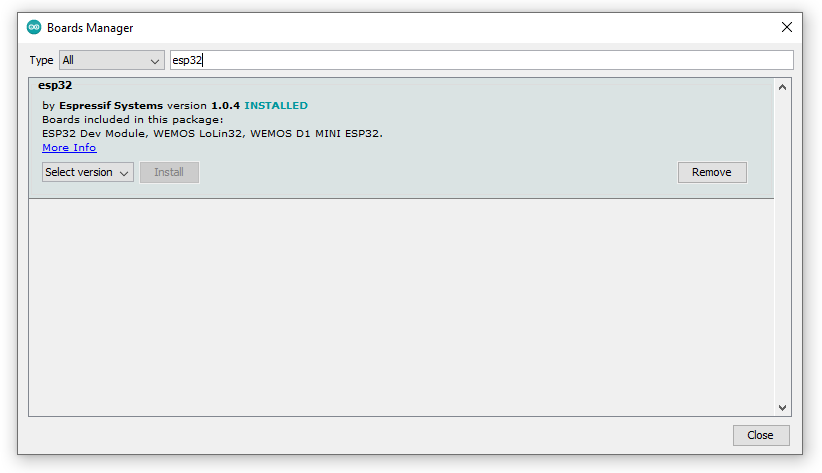 Boards Manager
Type All esp32
esp32
by Espressif Systems version 1.0.4 INSTALLED
Boards included in this package:
ESP32 Dev Module, WEMOS LoLin32, WEMOS D1 MINI ESP32.
More Info
Select version Install Remove
Close